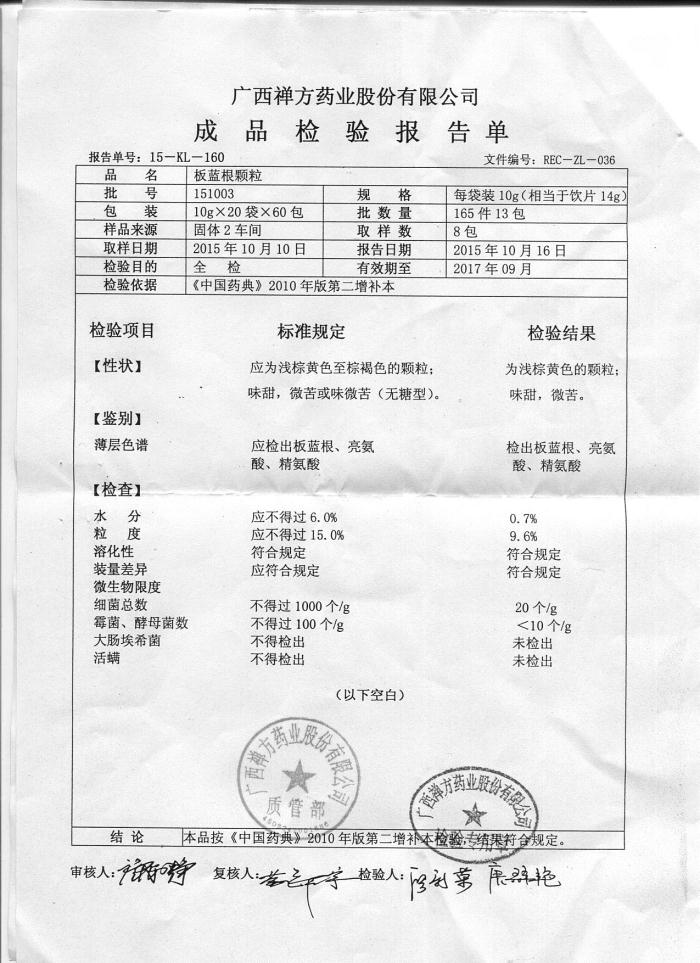 广西禅方药业股份有限公司
成品检验报告单
报告单号：15-KL-160 文件编号：REC-ZL-036
品名 板蓝根颗粒
批号 151003 规格 每袋装10g（相当于饮片14g）
包装 10g×20袋×60包 批数量 165件13包
样品来源 固体2车间 取样数 8包
取样日期 2015年10月10日 报告日期 2015年10月16日
检验目的 全检 有效期至 2017年09月
检验依据 《中国药典》2010年版第二增补本
检验项目 标准规定 检验结果
【性状】 应为浅棕黄色至棕褐色的颗粒； 为浅棕黄色的颗粒；
味甜，微苦或味微苦（无糖型）。 味甜，微苦。
【鉴别】
薄层色谱 应检出板蓝根、亮氨 检出板蓝根、亮氨
酸、精氨酸 酸、精氨酸
【检查】
水分 应不得过6.0% 0.7%
粒度 应不得过15.0% 9.6%
溶化性 符合规定 符合规定
装量差异 应符合规定 符合规定
微生物限度
细菌总数 不得过1000个/g 20个/g
霉菌、酵母菌数 不得过100个/g ＜10个/g
大肠埃希菌 不得检出 未检出
活螨 不得检出 未检出
（以下空白）
广西禅方药业股份有限公司
质管部
广西禅方药业股份有限公司
检验专用章
结论 本品按《中国药典》2010年版第二增补本检验，结果符合规定。
审核人： 复核人： 检验人：